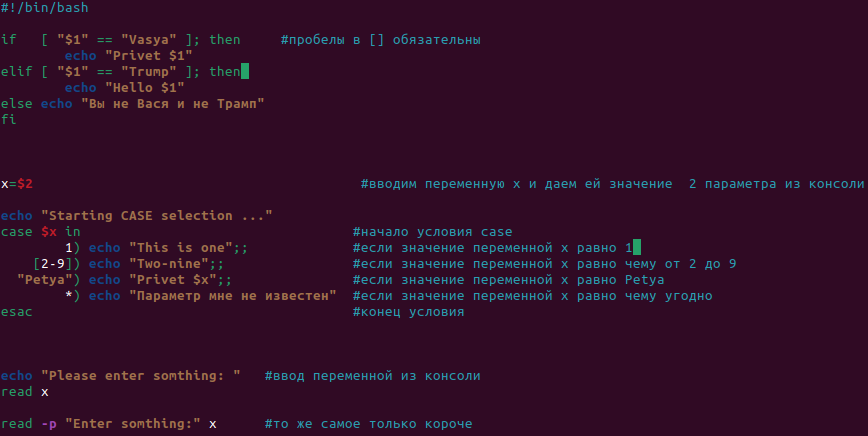 #!/bin/bash
if   [ "$1" == "Vasya" ]; then     #пробелы в [] обязательны
        echo "Privet $1"
elif [ "$1" == "Trump" ]; then
        echo "Hello $1"
else echo "Вы не Вася и не Трамп"
fi
x=$2                                         #вводим переменную x и даем ей значение  2 параметра из консоли
echo "Starting CASE selection ..."
case $x in                                  #начало условия case
        1) echo "This is one";;             #если значение переменной x равно 1
    [2-9]) echo "Two-nine";;                #если значение переменной x равно чему от 2 до 9
  "Petya") echo "Privet $x";;               #если значение переменной x равно Petya
        *) echo "Параметр мне не известен"  #если значение переменной x равно чему угодно
esac                                        #конец условия
echo "Please enter somthing: "   #ввод переменной из консоли
read x
read -p "Enter somthing:" x      #то же самое только короче